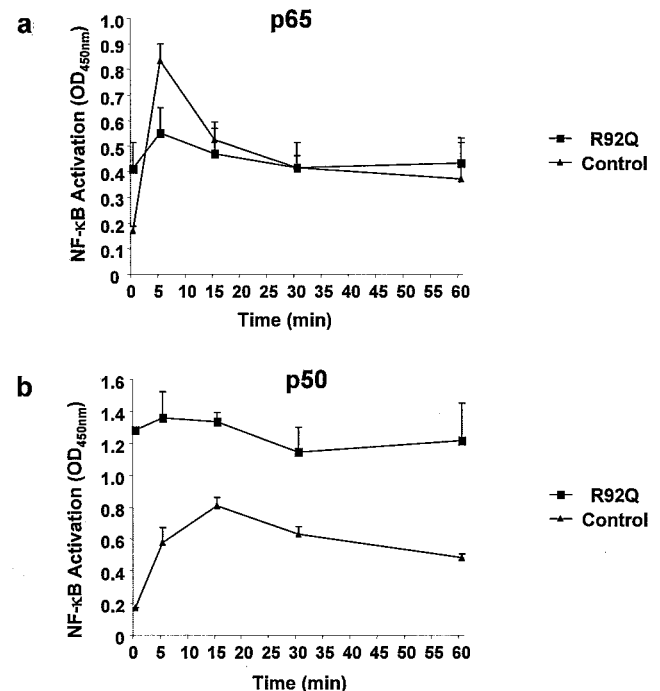 a
p65
NF-κB Activation (OD450nm)
1.0
0.9
0.8
0.7
0.6
0.5
0.4
0.3
0.2
0.1
0
0 5 15 20 25 30 35 40 45 50 55 60
Time (min)
R92Q
Control
b
p50
NF-κB Activation (OD450nm)
1.6
1.4
1.2
1.0
0.8
0.6
0.4
0.2
0
0 5 15 20 25 30 35 40 45 50 55 60
Time (min)
R92Q
Control